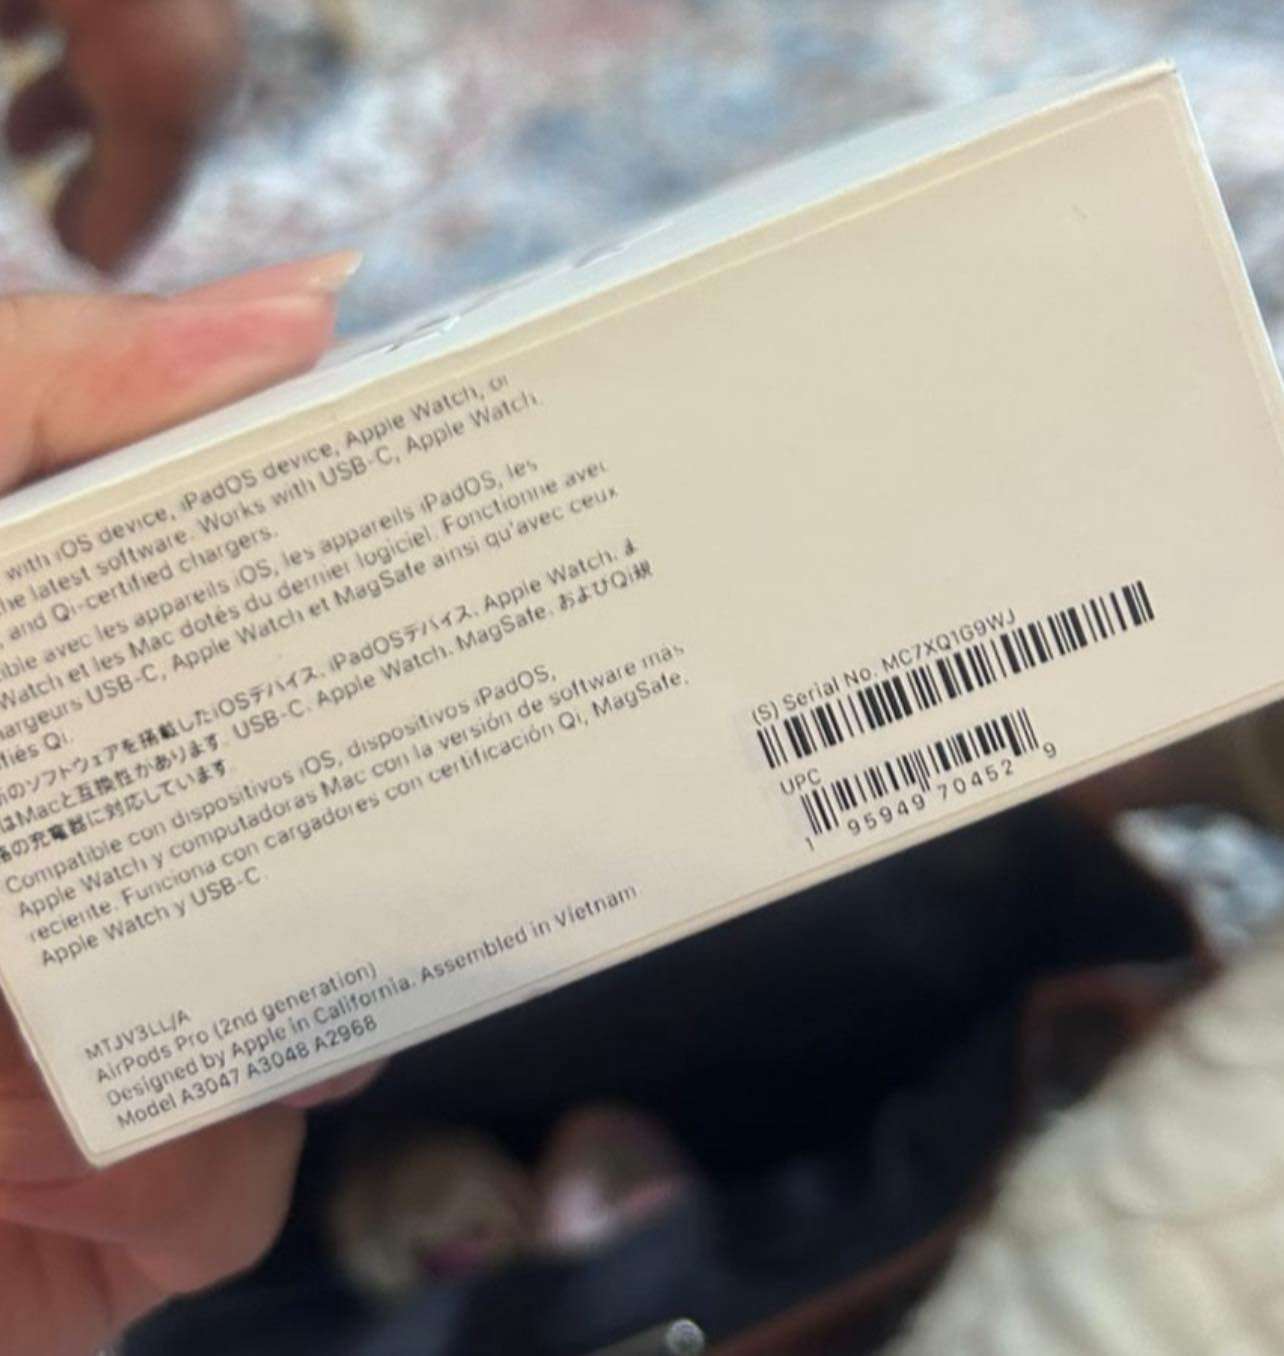 with iOS device, iPadOS device, Apple Watch, or
the latest software. Works with USB-C, Apple Watch,
and Qi-certified chargers.
avec les appareils iOS, les appareils iPadOS, les
Watch et les Mac dotés du dernier logiciel. Fonctionne avec
USB-C, Apple Watch et MagSafe ainsi qu'avec ceux
Qi.
のソフトウェアを搭載したiOSデバイス、iPadOSデバイス、Apple Watch、ま
はMacと互換性があります。USB-C、Apple Watch、MagSafe、およびQi規
格の充電器に対応しています。
Compatible con dispositivos iOS, dispositivos iPadOS,
Apple Watch y computadoras Mac con la versión de software más
reciente. Funciona con cargadores con certificación Qi, MagSafe,
Apple Watch y USB-C.
MTJV3LL/A
AirPods Pro (2nd generation)
Designed by Apple in California. Assembled in Vietnam
Model A3047 A3048 A2968
(S) Serial No. MC7XQ1G9WJ
UPC
1 95949 70452 9